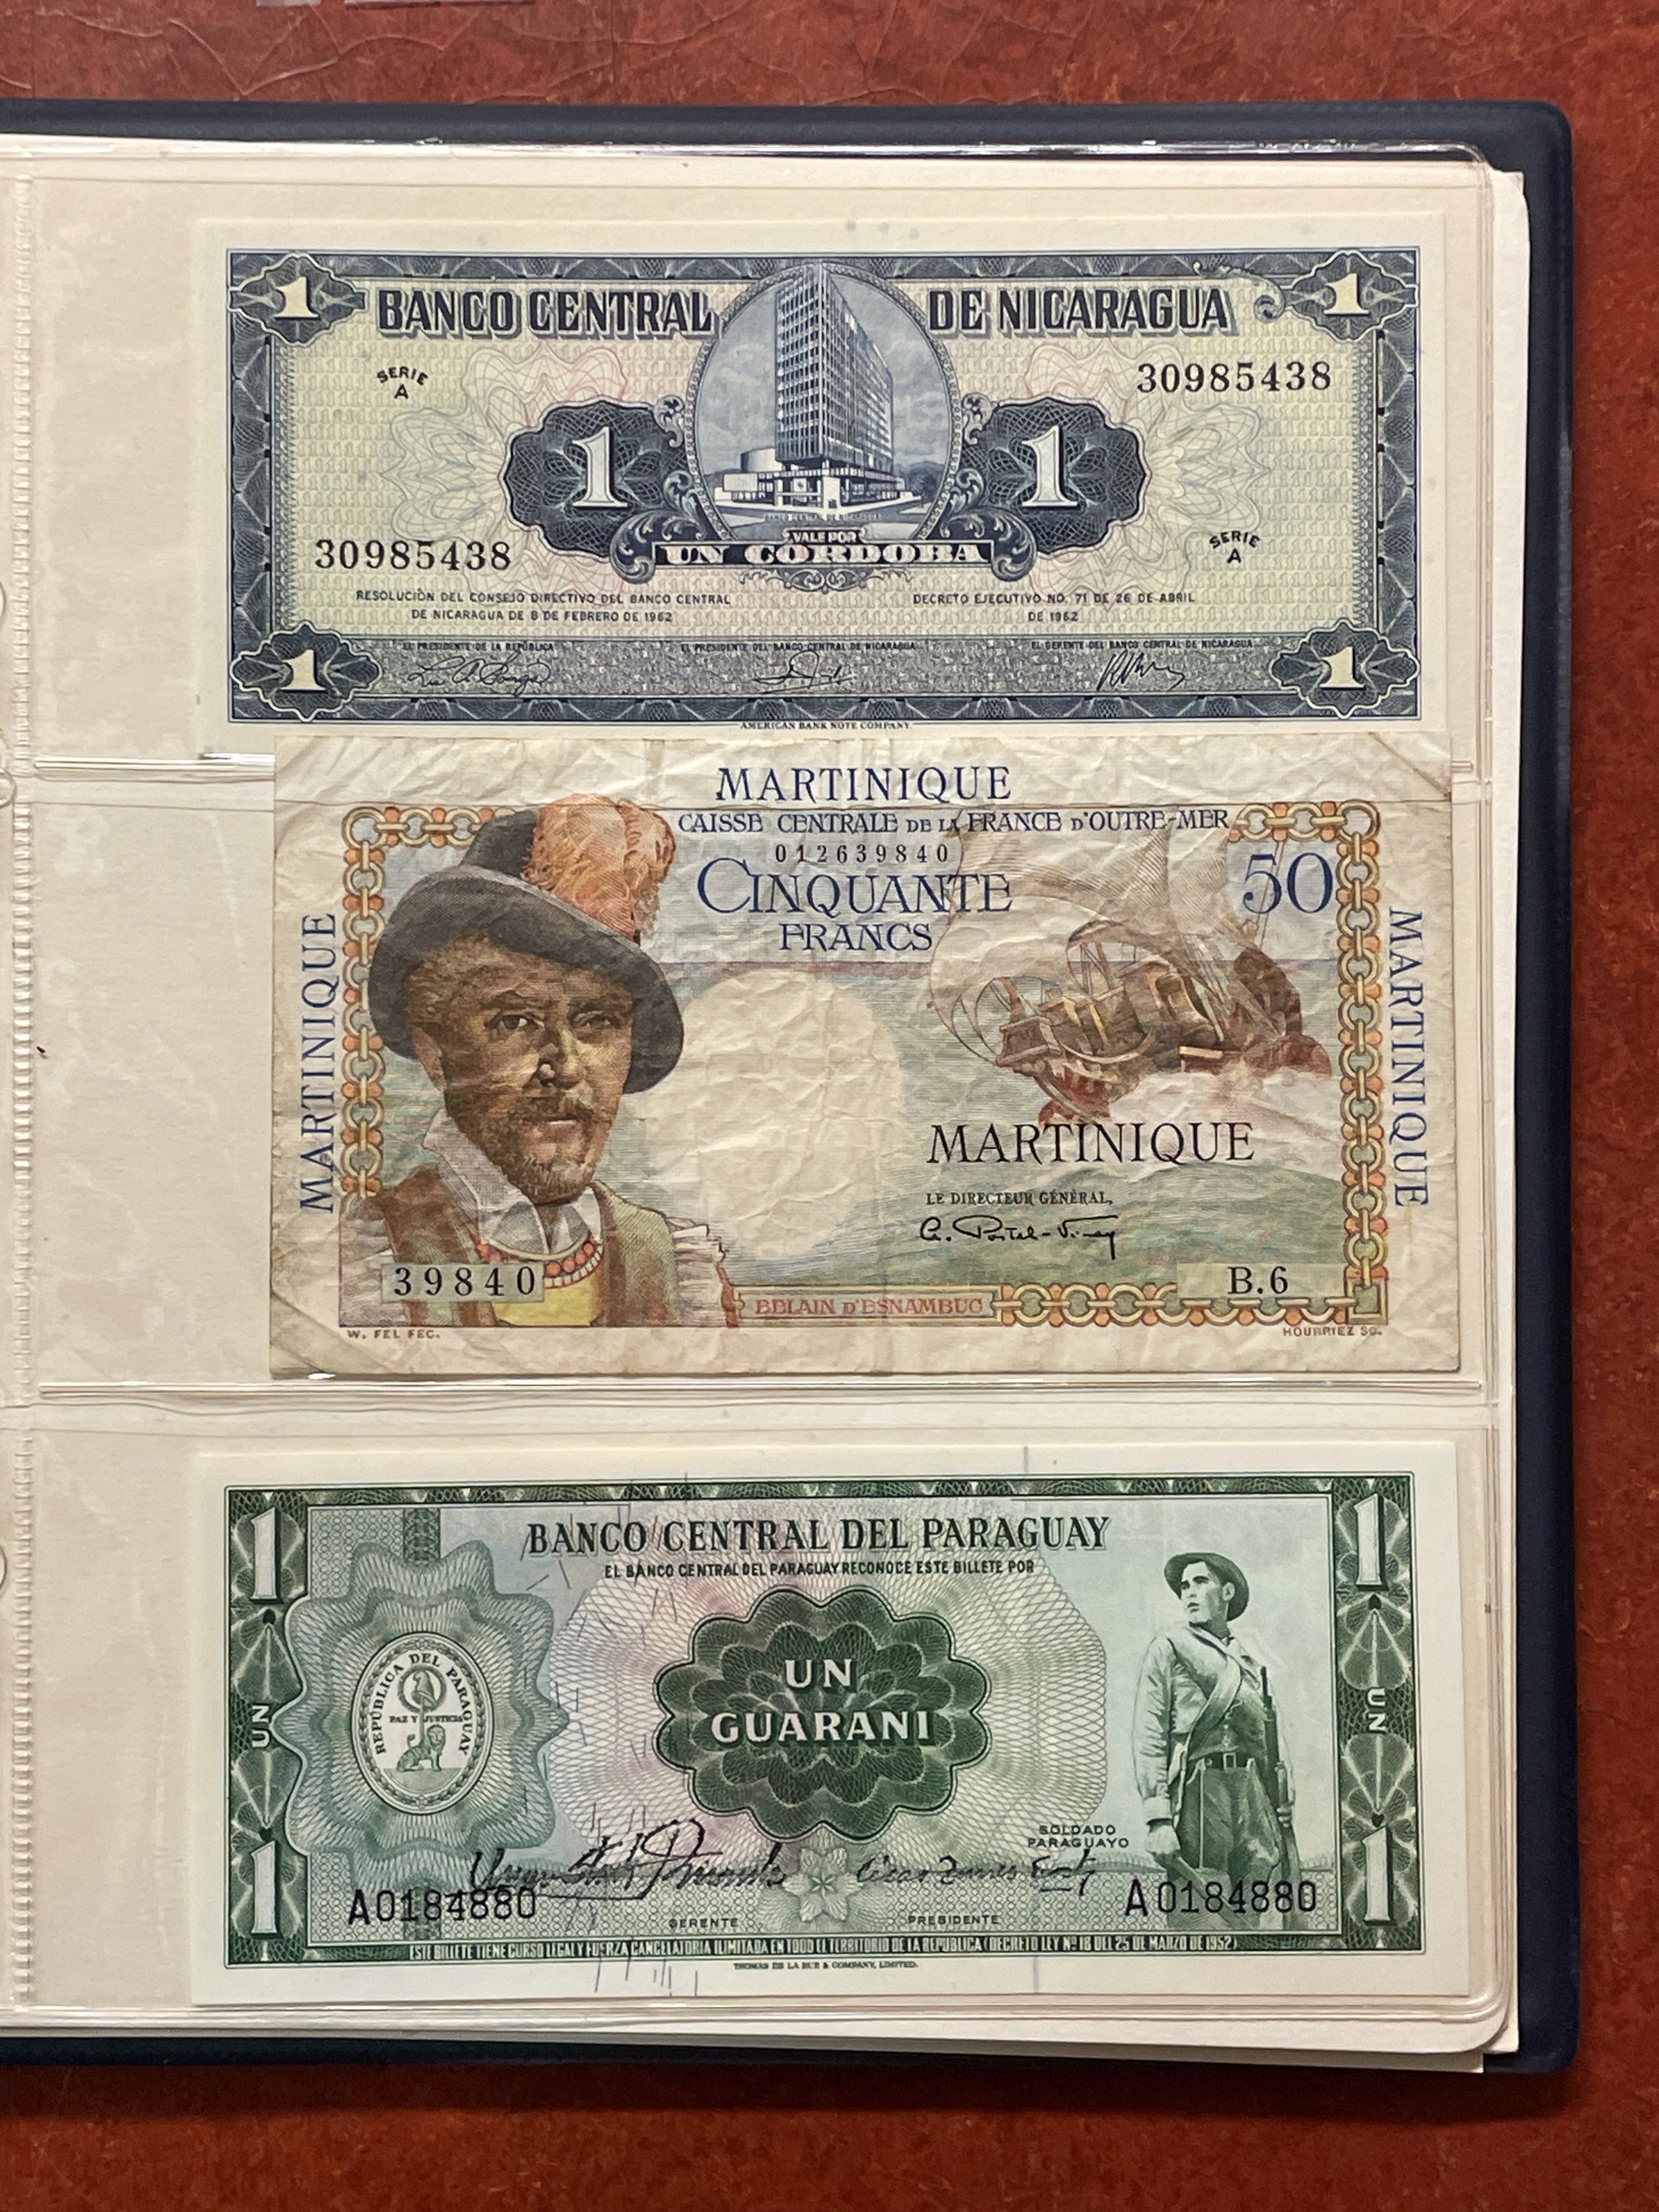 1 BANCO CENTRAL DE NICARAGUA 1
SERIE A
30985438
1 1
BANCO CENTRAL DE NICARAGUA
VALE POR
UN CORDOBA
30985438
SERIE A
RESOLUCIÓN DEL CONSEJO DIRECTIVO DEL BANCO CENTRAL
DE NICARAGUA DE 8 DE FEBRERO DE 1962
DECRETO EJECUTIVO NO. 71 DE 26 DE ABRIL
DE 1962
EL PRESIDENTE DE LA REPÚBLICA
EL PRESIDENTE DEL BANCO CENTRAL DE NICARAGUA
EL GERENTE DEL BANCO CENTRAL DE NICARAGUA
1 1
AMERICAN BANK NOTE COMPANY.
MARTINIQUE
CAISSE CENTRALE DE LA FRANCE D'OUTRE-MER
012639840
CINQUANTE
FRANCS
50
MARTINIQUE
MARTINIQUE
MARTINIQUE
LE DIRECTEUR GÉNÉRAL,
A. Postel-Vinay
39840
B.6
BELAIN D'ESNAMBUC
W. FEL FEC.
HOURRIEZ SC.
1 1
BANCO CENTRAL DEL PARAGUAY
EL BANCO CENTRAL DEL PARAGUAY RECONOCE ESTE BILLETE POR
REPÚBLICA DEL PARAGUAY
PAZ Y JUSTICIA
UN
GUARANI
UN
UN
SOLDADO
PARAGUAYO
A0184880
A0184880
GERENTE
PRESIDENTE
1 1
ESTE BILLETE TIENE CURSO LEGAL Y FUERZA CANCELATORIA ILIMITADA EN TODO EL TERRITORIO DE LA REPUBLICA (DECRETO LEY Nº 18 DEL 25 DE MARZO DE 1952)
THOMAS DE LA RUE & COMPANY, LIMITED.